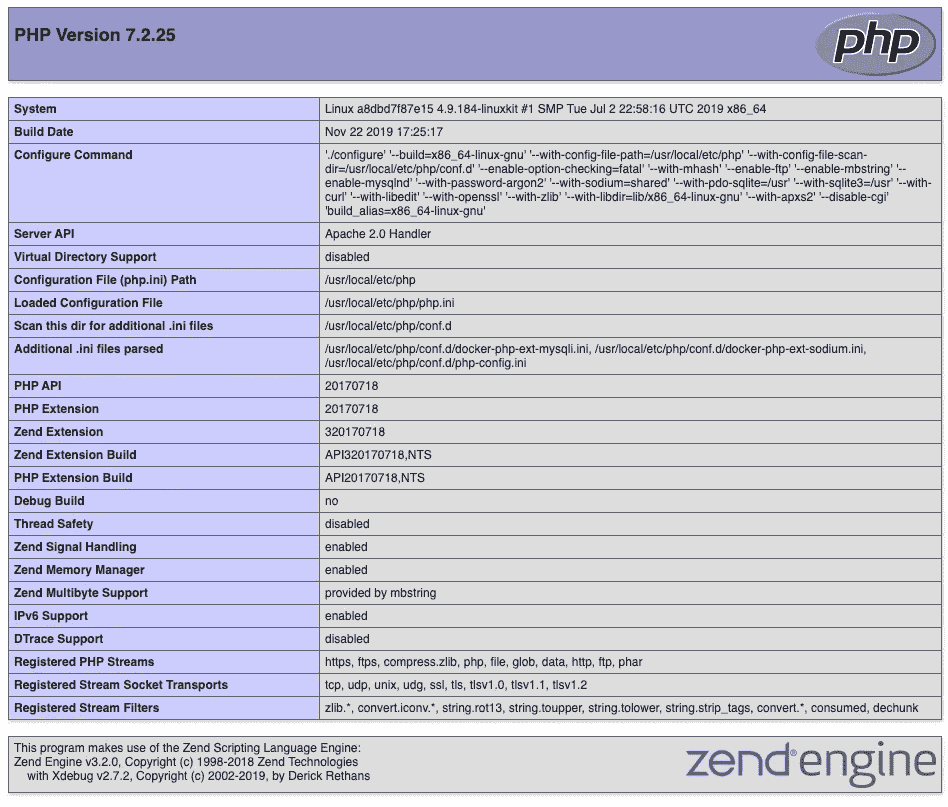 PHP Version 7.2.25
php
System
Linux a8dbd7f87e15 4.9.184-linuxkit #1 SMP Tue Jul 2 22:58:16 UTC 2019 x86_64
Build Date
Nov 22 2019 17:25:17
Configure Command
'./configure' '--build=x86_64-linux-gnu' '--with-config-file-path=/usr/local/etc/php' '--with-config-file-scan-
dir=/usr/local/etc/php/conf.d' '--enable-option-checking=fatal' '--with-mhash' '--enable-ftp' '--enable-mbstring' '--
enable-mysqlnd' '--with-password-argon2' '--with-sodium=shared' '--with-pdo-sqlite=/usr' '--with-sqlite3=/usr' '--with-
curl' '--with-libedit' '--with-openssl' '--with-zlib' '--with-libdir=lib/x86_64-linux-gnu' '--with-apxs2' '--disable-cgi'
'build_alias=x86_64-linux-gnu'
Server API
Apache 2.0 Handler
Virtual Directory Support
disabled
Configuration File (php.ini) Path
/usr/local/etc/php
Loaded Configuration File
/usr/local/etc/php/php.ini
Scan this dir for additional .ini files
/usr/local/etc/php/conf.d
Additional .ini files parsed
/usr/local/etc/php/conf.d/docker-php-ext-mysqli.ini, /usr/local/etc/php/conf.d/docker-php-ext-sodium.ini,
/usr/local/etc/php/conf.d/php-config.ini
PHP API
20170718
PHP Extension
20170718
Zend Extension
320170718
Zend Extension Build
API320170718,NTS
PHP Extension Build
API20170718,NTS
Debug Build
no
Thread Safety
disabled
Zend Signal Handling
enabled
Zend Memory Manager
enabled
Zend Multibyte Support
provided by mbstring
IPv6 Support
enabled
DTrace Support
disabled
Registered PHP Streams
https, ftps, compress.zlib, php, file, glob, data, http, ftp, phar
Registered Stream Socket Transports
tcp, udp, unix, udg, ssl, tls, tlsv1.0, tlsv1.1, tlsv1.2
Registered Stream Filters
zlib.*, convert.iconv.*, string.rot13, string.toupper, string.tolower, string.strip_tags, convert.*, consumed, dechunk
This program makes use of the Zend Scripting Language Engine:
Zend Engine v3.2.0, Copyright (c) 1998-2018 Zend Technologies
with Xdebug v2.7.2, Copyright (c) 2002-2019, by Derick Rethans
zend®engine